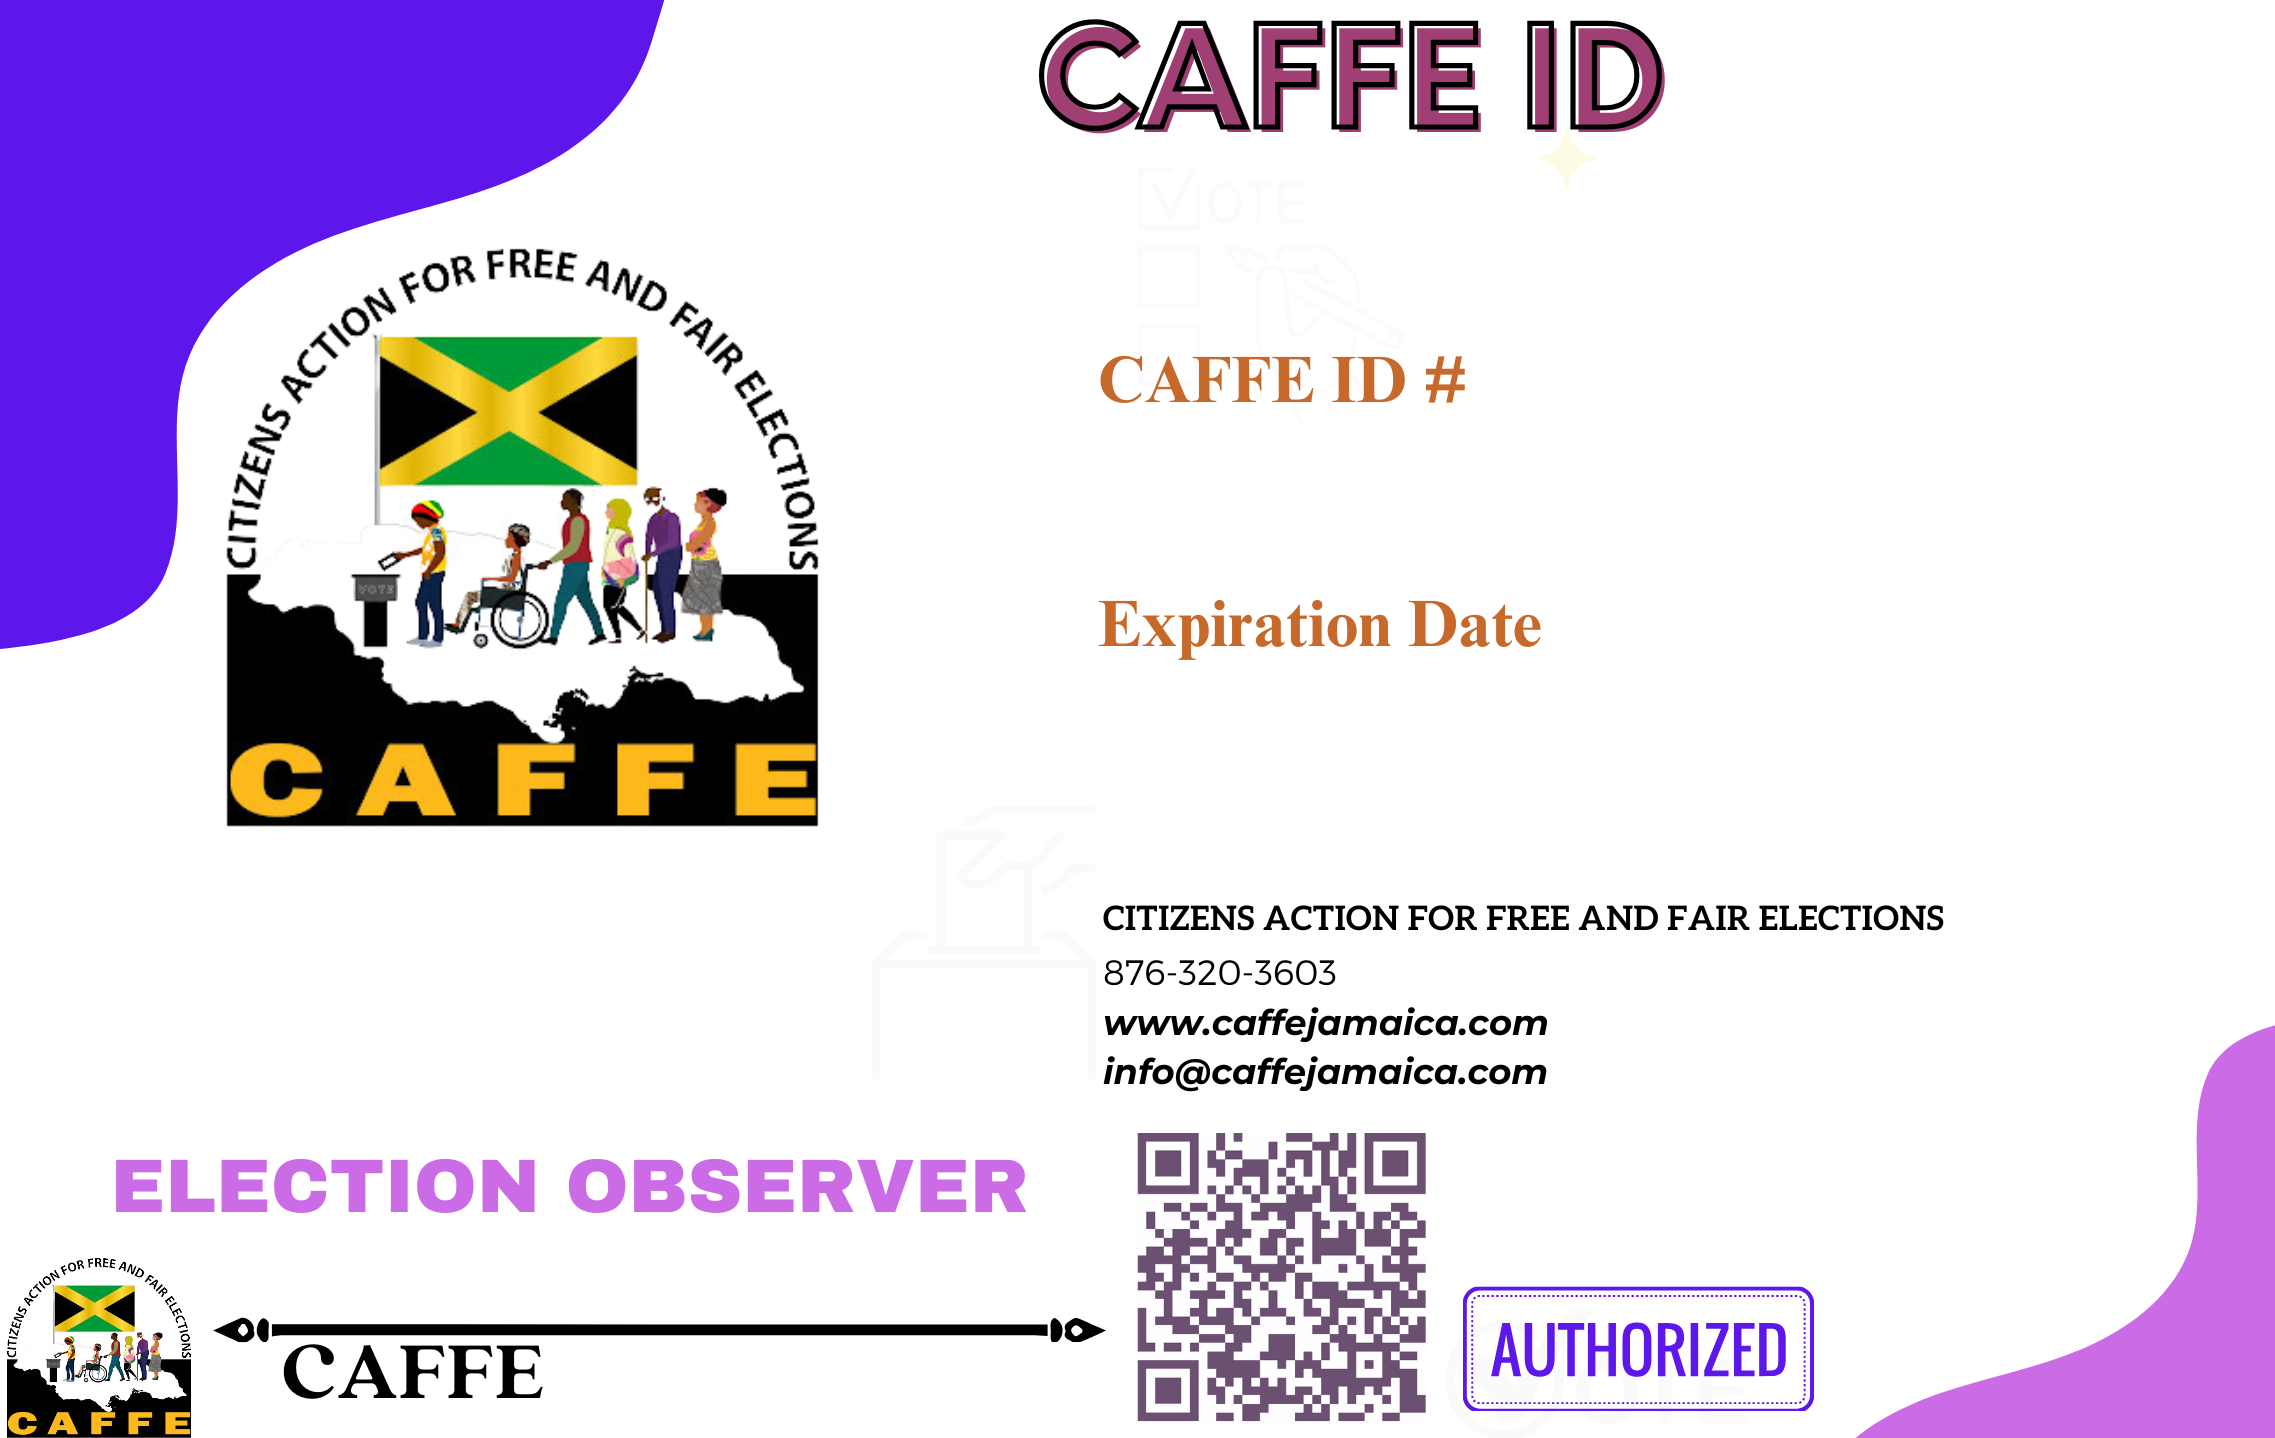 CAFFE ID
VOTE
CITIZENS ACTION FOR FREE AND FAIR ELECTIONS
VOTE
CAFFE
CAFFE ID #
Expiration Date
CITIZENS ACTION FOR FREE AND FAIR ELECTIONS
876-320-3603
www.caffejamaica.com
info@caffejamaica.com
ELECTION OBSERVER
CITIZENS ACTION FOR FREE AND FAIR ELECTIONS
CAFFE
CAFFE
AUTHORIZED